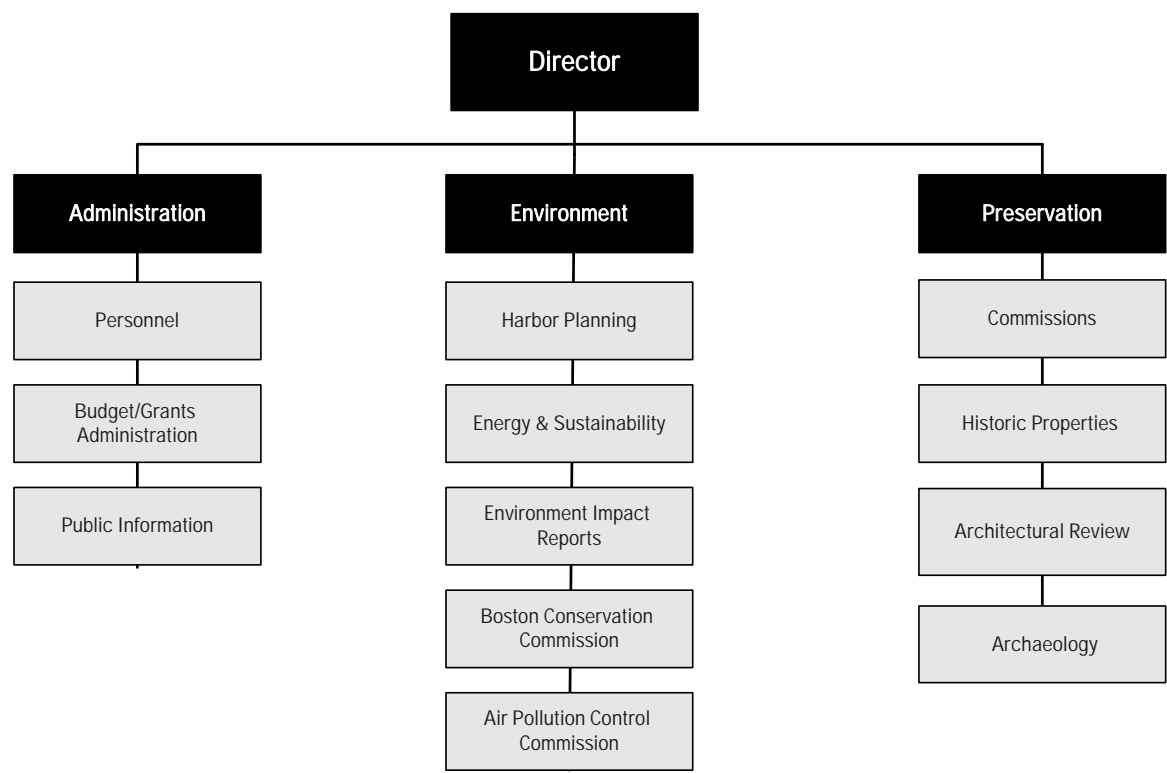 Director
Administration
Personnel
Budget/Grants
Administration
Public Information
Environment
Harbor Planning
Energy & Sustainability
Environment Impact
Reports
Boston Conservation
Commission
Air Pollution Control
Commission
Preservation
Commissions
Historic Properties
Architectural Review
Archaeology